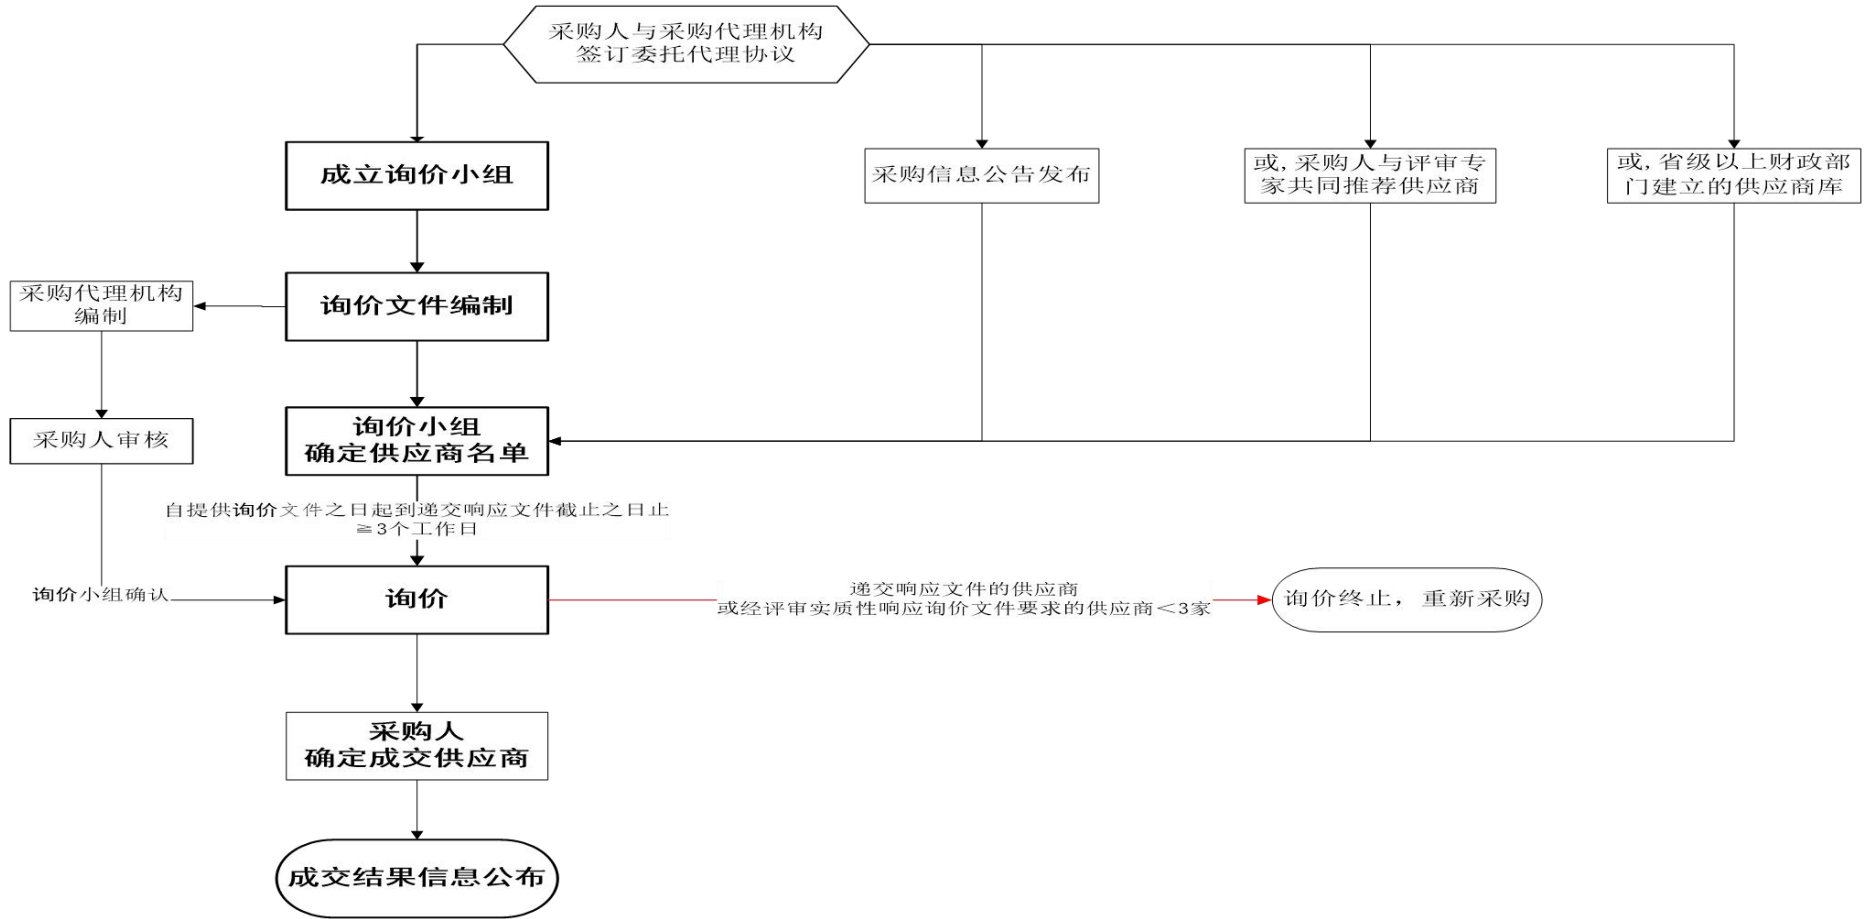 采购人与采购代理机构
签订委托代理协议
成立询价小组
采购信息公告发布
或,采购人与评审专
家共同推荐供应商
或,省级以上财政部
门建立的供应商库
采购代理机构
编制
询价文件编制
采购人审核
询价小组
确定供应商名单
自提供询价文件之日起到递交响应文件截止之日止
≧3个工作日
询价小组确认
询价
递交响应文件的供应商
或经评审实质性响应询价文件要求的供应商＜3家
询价终止，重新采购
采购人
确定成交供应商
成交结果信息公布